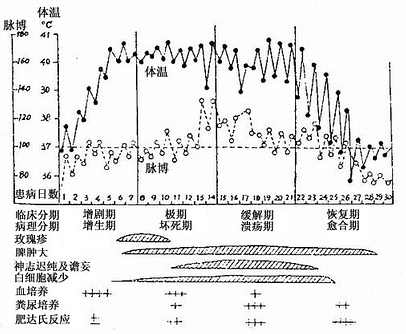 脉搏 体温
°C
180 41
160 40
140 39
120 38
100 37
80 36
体温
脉搏
患病日数 1 2 3 4 5 6 7 8 9 10 11 12 13 14 15 16 17 18 19 20 21 22 23 24 25 26 27 28 29 30
临床分期 增剧期 极期 缓解期 恢复期
病理分期 增生期 坏死期 溃疡期 愈合期
玫瑰疹
脾肿大
神志迟纯及谵妄
白细胞减少
血培养 +++ ++ +
粪尿培养 ++ +++ ++
肥达氏反应 ± ++ +++ ++